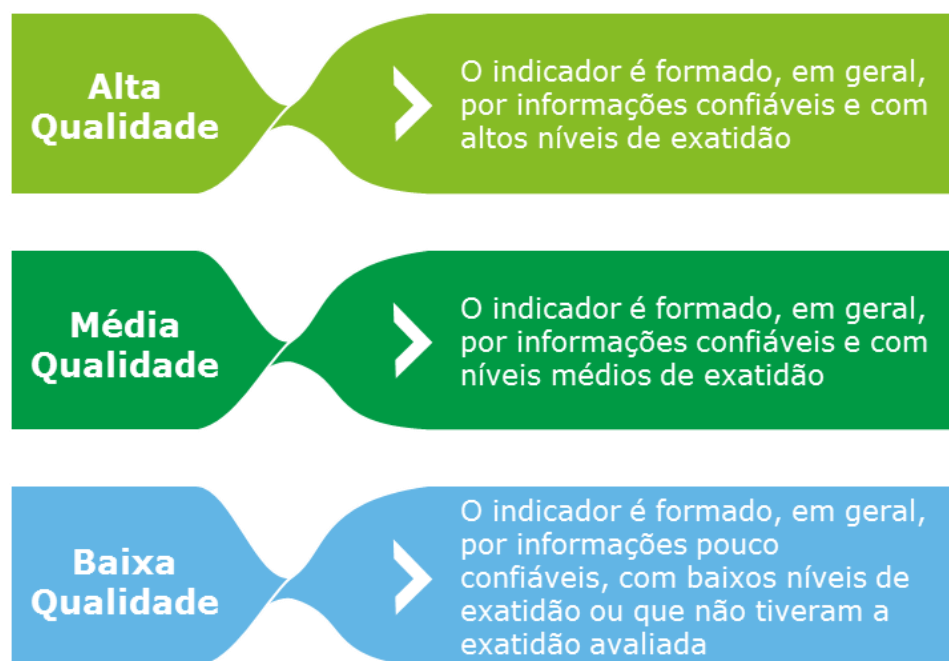 Alta
Qualidade
O indicador é formado, em geral,
por informações confiáveis e com
altos níveis de exatidão
Média
Qualidade
O indicador é formado, em geral,
por informações confiáveis e com
níveis médios de exatidão
Baixa
Qualidade
O indicador é formado, em geral,
por informações pouco
confiáveis, com baixos níveis de
exatidão ou que não tiveram a
exatidão avaliada